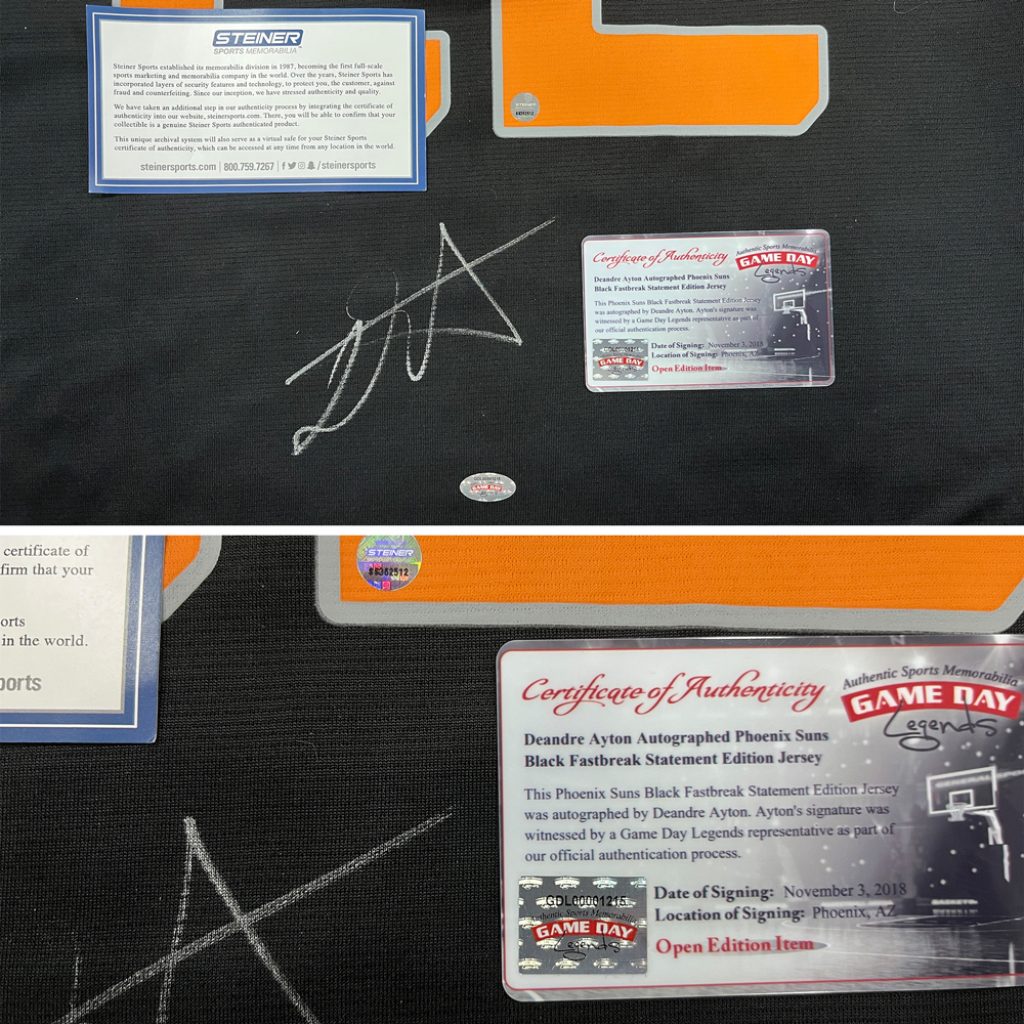 STEINER
SPORTS MEMORABILIA™
Steiner Sports established its memorabilia division in 1987, becoming the first full-scale
sports marketing and memorabilia company in the world. Over the years, Steiner Sports has
incorporated layers of security features and technology, to protect you, the customer, against
fraud and counterfeiting. Since our inception, we have stressed authenticity and quality.
We have taken an additional step in our authenticity process by integrating the certificate of
authenticity into our website, steinersports.com. There, you will be able to confirm that your
collectible is a genuine Steiner Sports authenticated product.
This unique archival system will also serve as a virtual safe for your Steiner Sports
certificate of authenticity, which can be accessed at any time from any location in the world.
steinersports.com | 800.759.7267 | /steinersports
STEINER
Certificate of Authenticity
Authentic Sports Memorabilia
GAME DAY
Legends
Deandre Ayton Autographed Phoenix Suns
Black Fastbreak Statement Edition Jersey
This Phoenix Suns Black Fastbreak Statement Edition Jersey
was autographed by Deandre Ayton. Ayton's signature was
witnessed by a Game Day Legends representative as part of
our official authentication process.
GDL00001215
GAME DAY
Date of Signing: November 3, 2018
Location of Signing: Phoenix, AZ
Open Edition Item
GAME DAY
certificate of
firm that your
orts
in the world.
ports
STEINER
Certificate of Authenticity
Authentic Sports Memorabilia
GAME DAY
Legends
Deandre Ayton Autographed Phoenix Suns
Black Fastbreak Statement Edition Jersey
This Phoenix Suns Black Fastbreak Statement Edition Jersey
was autographed by Deandre Ayton. Ayton's signature was
witnessed by a Game Day Legends representative as part of
our official authentication process.
GDL00001215
Authentic Sports Memorabilia
GAME DAY
Legends
Date of Signing: November 3, 2018
Location of Signing: Phoenix, AZ
Open Edition Item